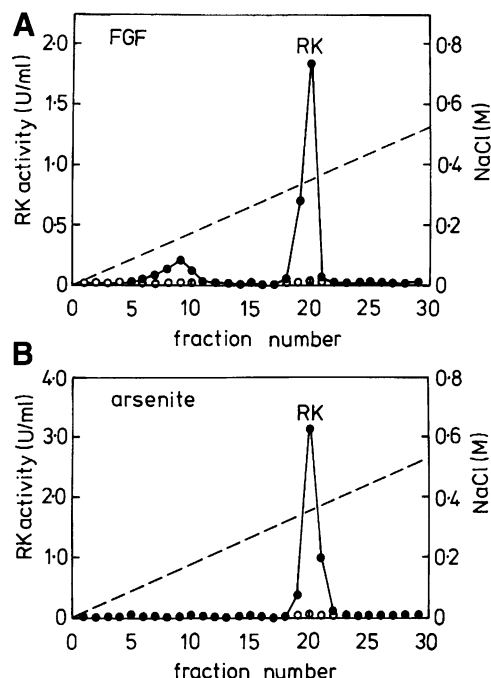 A
FGF
RK
RK activity (U/ml)
2·0
1·5
1·0
0·5
0
NaCl (M)
0·8
0·6
0·4
0·2
0
0 5 10 15 20 25 30
fraction number
B
arsenite
RK
RK activity (U/ml)
4·0
3·0
2·0
1·0
0
NaCl (M)
0·8
0·6
0·4
0·2
0
0 5 10 15 20 25 30
fraction number